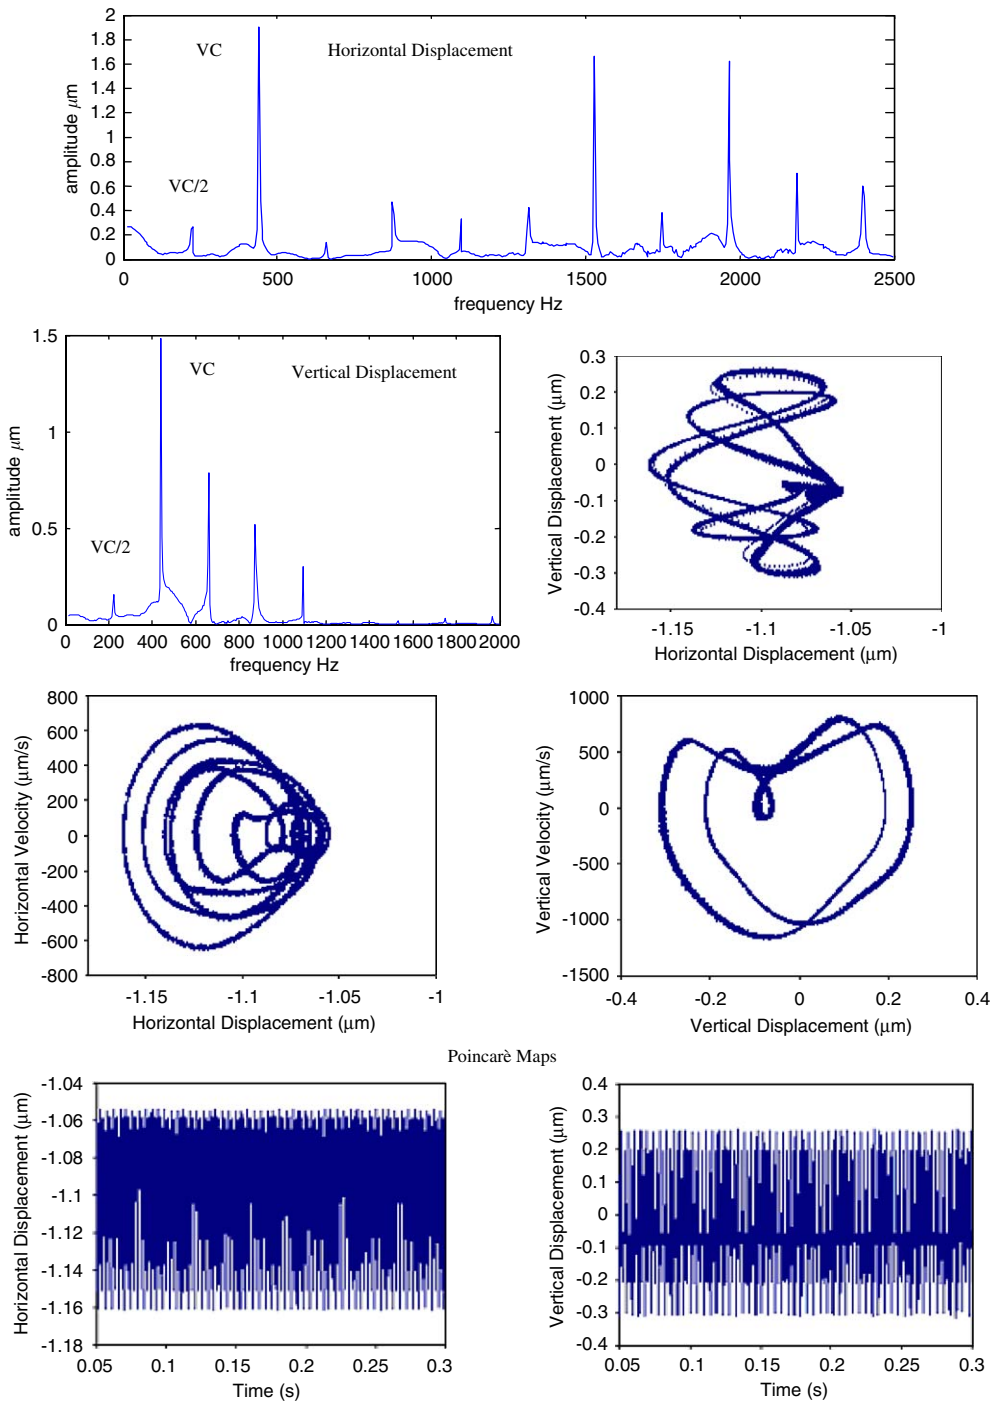 2
1.8
1.6
1.4
1.2
1
0.8
0.6
0.4
0.2
0
amplitude μm
VC
Horizontal Displacement
VC/2
0 500 1000 1500 2000 2500
frequency Hz
1.5
1
0.5
0
amplitude μm
VC
Vertical Displacement
VC/2
0 200 400 600 800 1000 1200 1400 1600 1800 2000
frequency Hz
0.3
0.2
0.1
0
-0.1
-0.2
-0.3
-0.4
Vertical Displacement (μm)
-1.15 -1.1 -1.05 -1
Horizontal Displacement (μm)
800
600
400
200
0
-200
-400
-600
-800
Horizontal Velocity (μm/s)
-1.15 -1.1 -1.05 -1
Horizontal Displacement (μm)
1000
500
0
-500
-1000
-1500
Vertical Velocity (μm/s)
-0.4 -0.2 0 0.2 0.4
Vertical Displacement (μm)
Poincarè Maps
-1.04
-1.06
-1.08
-1.1
-1.12
-1.14
-1.16
-1.18
Horizontal Displacement (μm)
0.05 0.1 0.15 0.2 0.25 0.3
Time (s)
0.4
0.3
0.2
0.1
0
-0.1
-0.2
-0.3
-0.4
Vertical Displacement (μm)
0.05 0.1 0.15 0.2 0.25 0.3
Time (s)